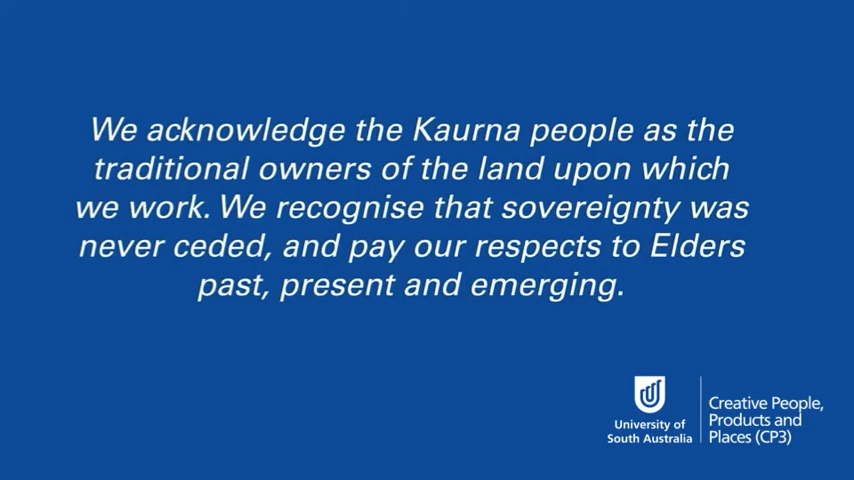 We acknowledge the Kaurna people as the
traditional owners of the land upon which
we work. We recognise that sovereignty was
never ceded, and pay our respects to Elders
past, present and emerging.
University of
South Australia
Creative People,
Products and
Places (CP3)